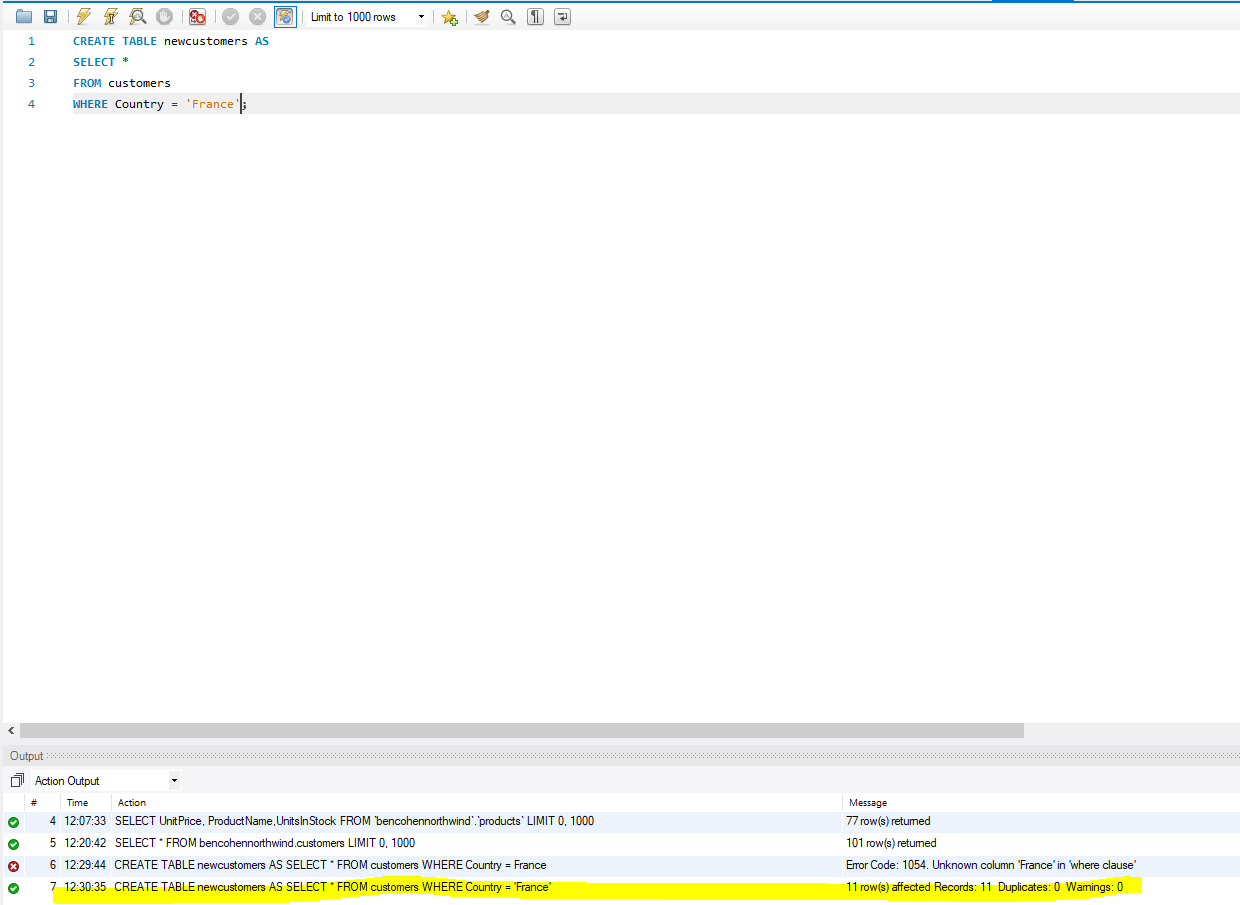 Limit to 1000 rows
1 CREATE TABLE newcustomers AS
2 SELECT *
3 FROM customers
4 WHERE Country = 'France';
Output
Action Output
# Time Action Message
4 12:07:33 SELECT UnitPrice, ProductName,UnitsInStock FROM `bencohennorthwind`.`products` LIMIT 0, 1000 77 row(s) returned
5 12:20:42 SELECT * FROM bencohennorthwind.customers LIMIT 0, 1000 101 row(s) returned
6 12:29:44 CREATE TABLE newcustomers AS SELECT * FROM customers WHERE Country = France Error Code: 1054. Unknown column 'France' in 'where clause'
7 12:30:35 CREATE TABLE newcustomers AS SELECT * FROM customers WHERE Country = 'France' 11 row(s) affected Records: 11 Duplicates: 0 Warnings: 0